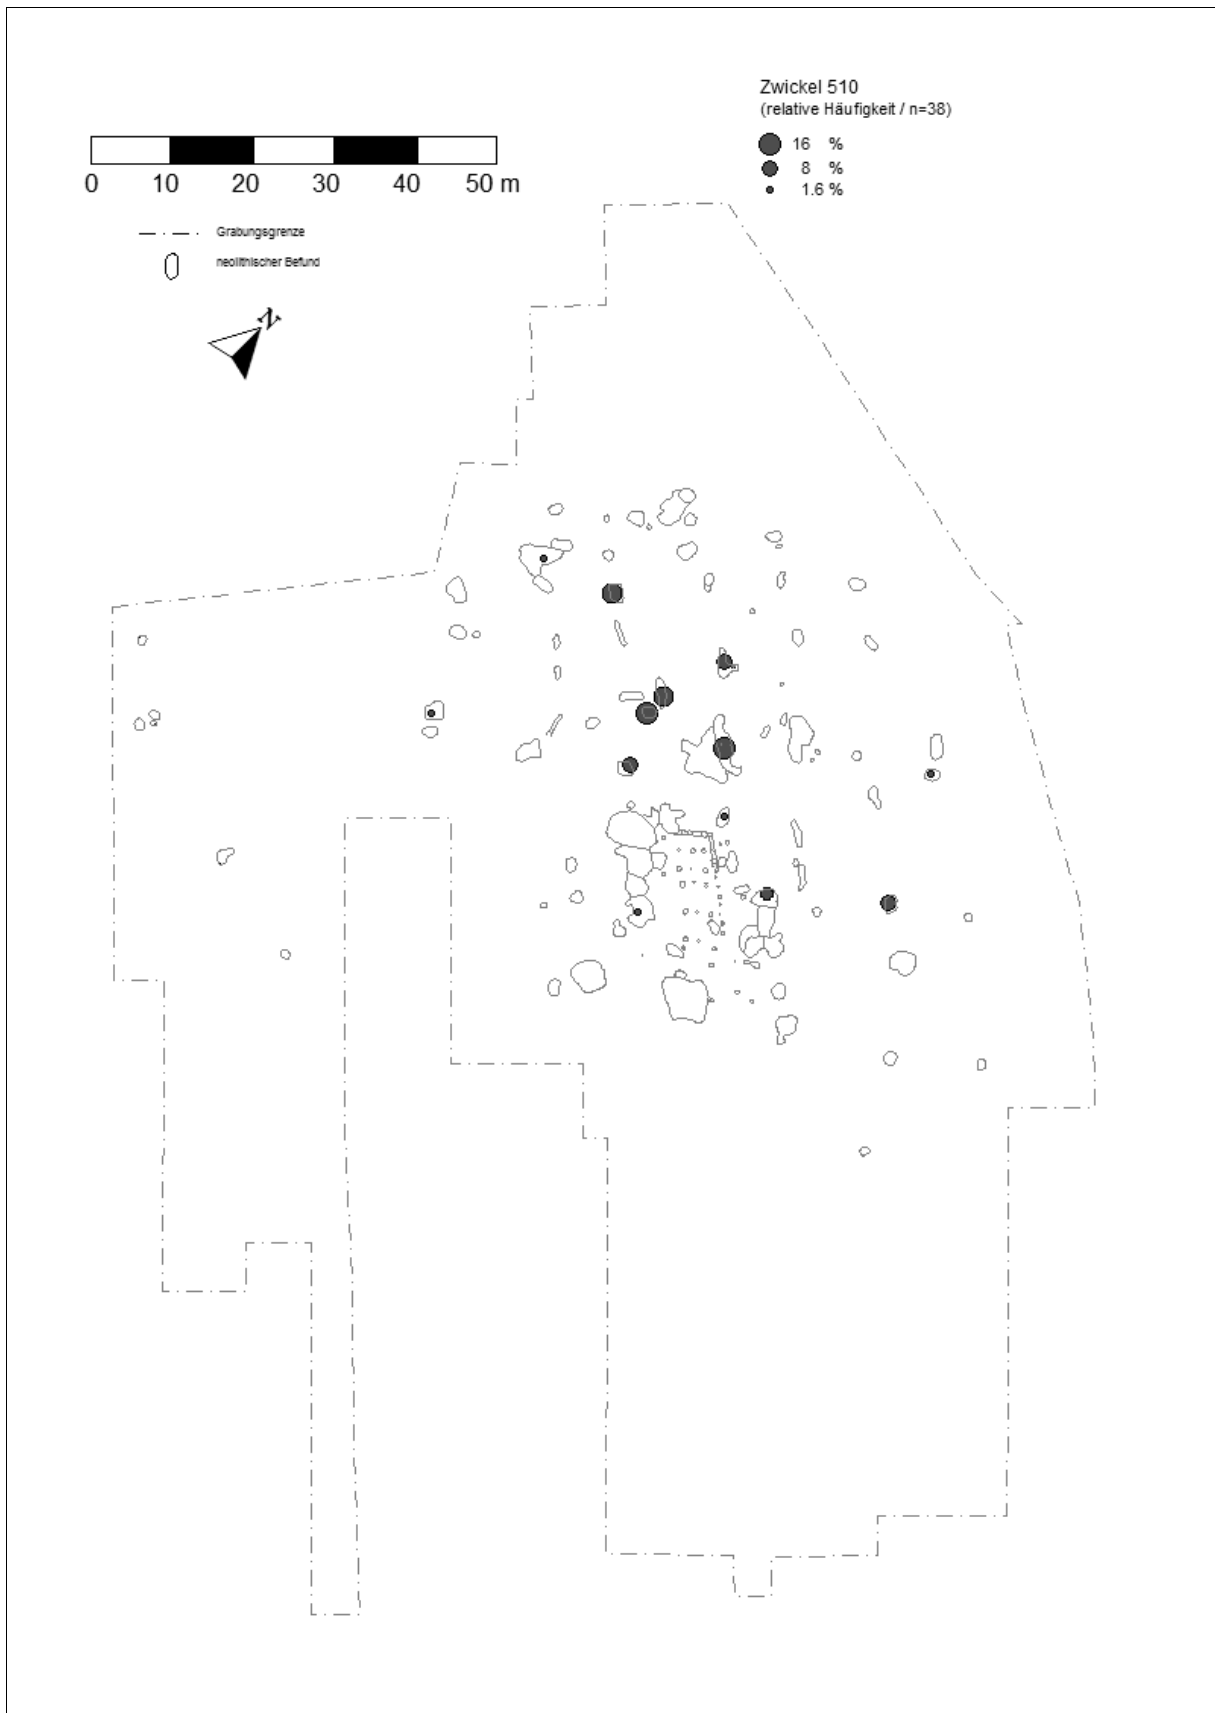 Zwickel 510
(relative Häufigkeit / n=38)
16 %
8 %
1.6 %
0 10 20 30 40 50 m
Grabungsgrenze
neolithischer Befund
N